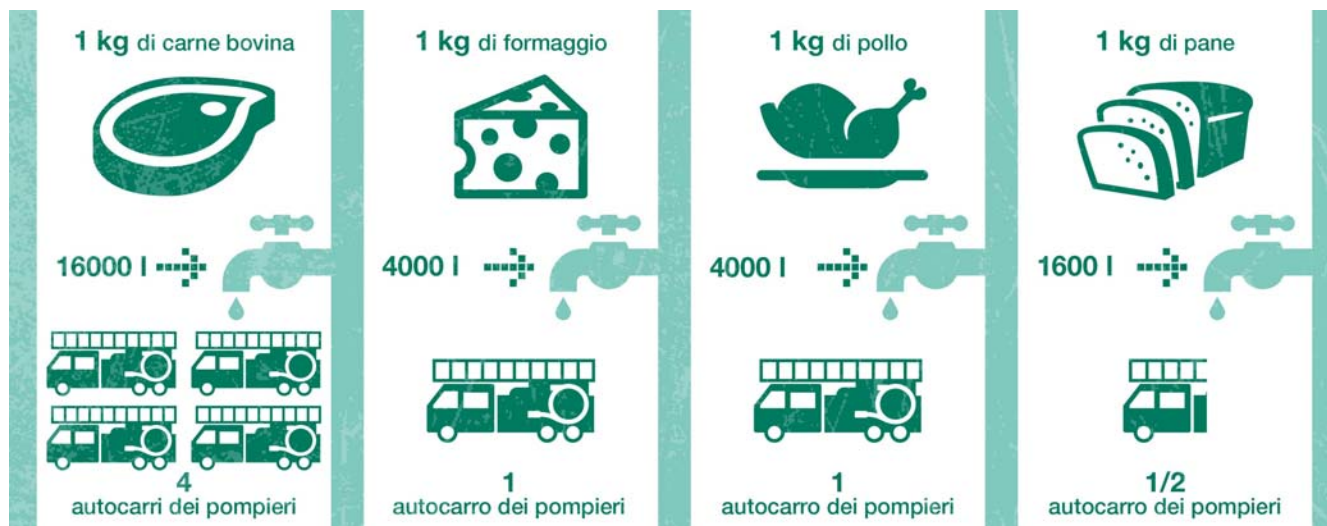 1 kg di carne bovina
16000 l
4
autocarri dei pompieri
1 kg di formaggio
4000 l
1
autocarro dei pompieri
1 kg di pollo
4000 l
1
autocarro dei pompieri
1 kg di pane
1600 l
1/2
autocarro dei pompieri